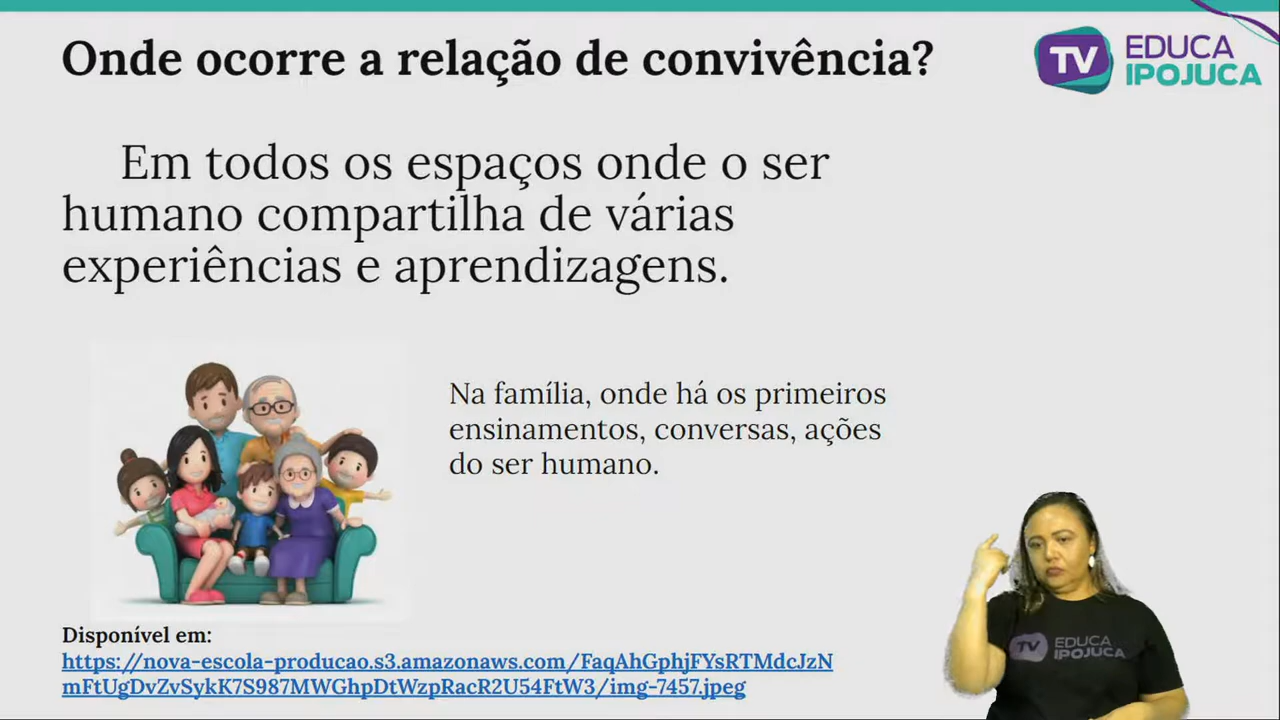 Onde ocorre a relação de convivência?
TV EDUCA
IPOJUCA
Em todos os espaços onde o ser
humano compartilha de várias
experiências e aprendizagens.
Na família, onde há os primeiros
ensinamentos, conversas, ações
do ser humano.
Disponível em:
https://nova-escola-producao.s3.amazonaws.com/FaqAhGphjFYsRTMdcJzN
mFtUgDvZvSykK7S987MWGhpDtWzpRacR2U54FtW3/img-7457.jpeg
TV EDUCA
IPOJUCA